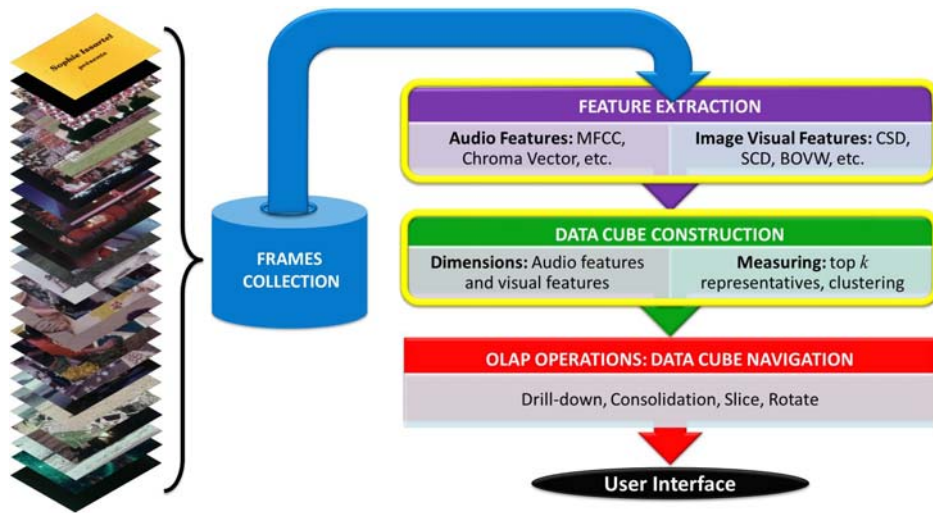 Sophie Issartel
présente
FRAMES
COLLECTION
FEATURE EXTRACTION
Audio Features: MFCC,
Chroma Vector, etc.
Image Visual Features: CSD,
SCD, BOVW, etc.
DATA CUBE CONSTRUCTION
Dimensions: Audio features
and visual features
Measuring: top k
representatives, clustering
OLAP OPERATIONS: DATA CUBE NAVIGATION
Drill-down, Consolidation, Slice, Rotate
User Interface